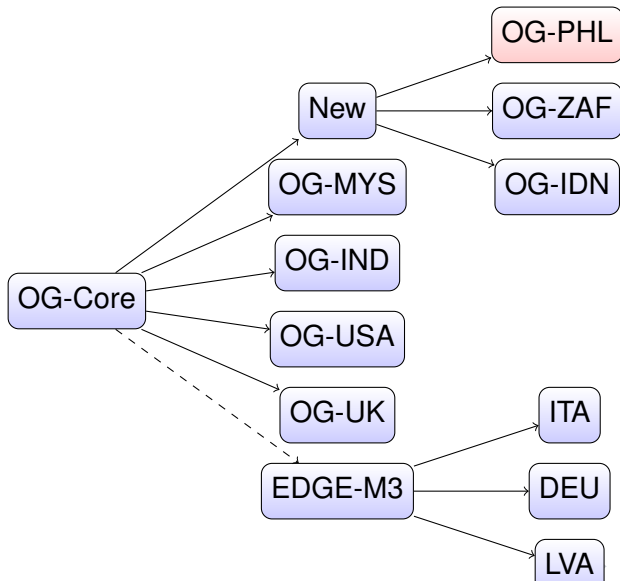 OG-PHL
New
OG-ZAF
OG-MYS
OG-IDN
OG-IND
OG-Core
OG-USA
OG-UK
ITA
EDGE-M3
DEU
LVA